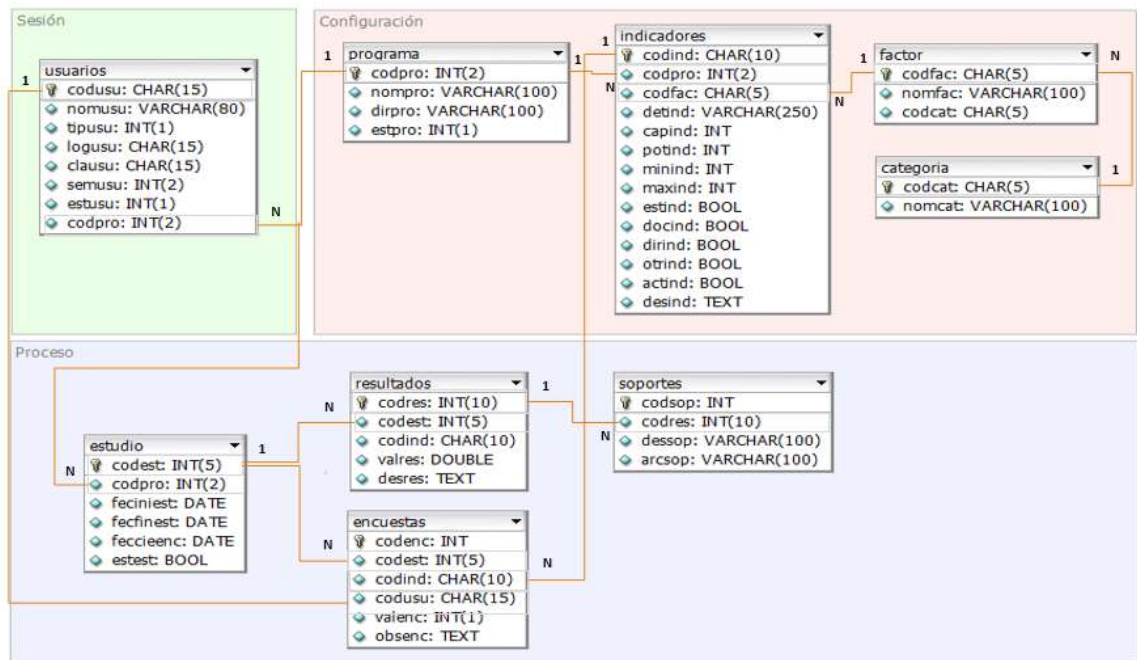 Sesión
usuarios
codusu: CHAR(15)
nomusu: VARCHAR(80)
tipusu: INT(1)
logusu: CHAR(15)
clausu: CHAR(15)
semusu: INT(2)
estusu: INT(1)
codpro: INT(2)
1
N
Configuración
1
programa
1
codpro: INT(2)
nompro: VARCHAR(100)
dirpro: VARCHAR(100)
estpro: INT(1)
1
indicadores
codind: CHAR(10)
codpro: INT(2)
N
codfac: CHAR(5)
N
detind: VARCHAR(250)
capind: INT
potind: INT
minind: INT
maxind: INT
estind: BOOL
docind: BOOL
dirind: BOOL
otrind: BOOL
actind: BOOL
desind: TEXT
1
factor
N
codfac: CHAR(5)
nomfac: VARCHAR(100)
codcat: CHAR(5)
categoria
1
codcat: CHAR(5)
nomcat: VARCHAR(100)
Proceso
estudio
1
codest: INT(5)
N
codpro: INT(2)
feciniest: DATE
fecfinest: DATE
feccieenc: DATE
estest: BOOL
resultados
1
codres: INT(10)
N
codest: INT(5)
codind: CHAR(10)
valres: DOUBLE
desres: TEXT
soportes
codsop: INT
codres: INT(10)
N
dessop: VARCHAR(100)
arcsop: VARCHAR(100)
encuestas
codenc: INT
N
codest: INT(5)
N
codind: CHAR(10)
codusu: CHAR(15)
valenc: INT(1)
obsenc: TEXT